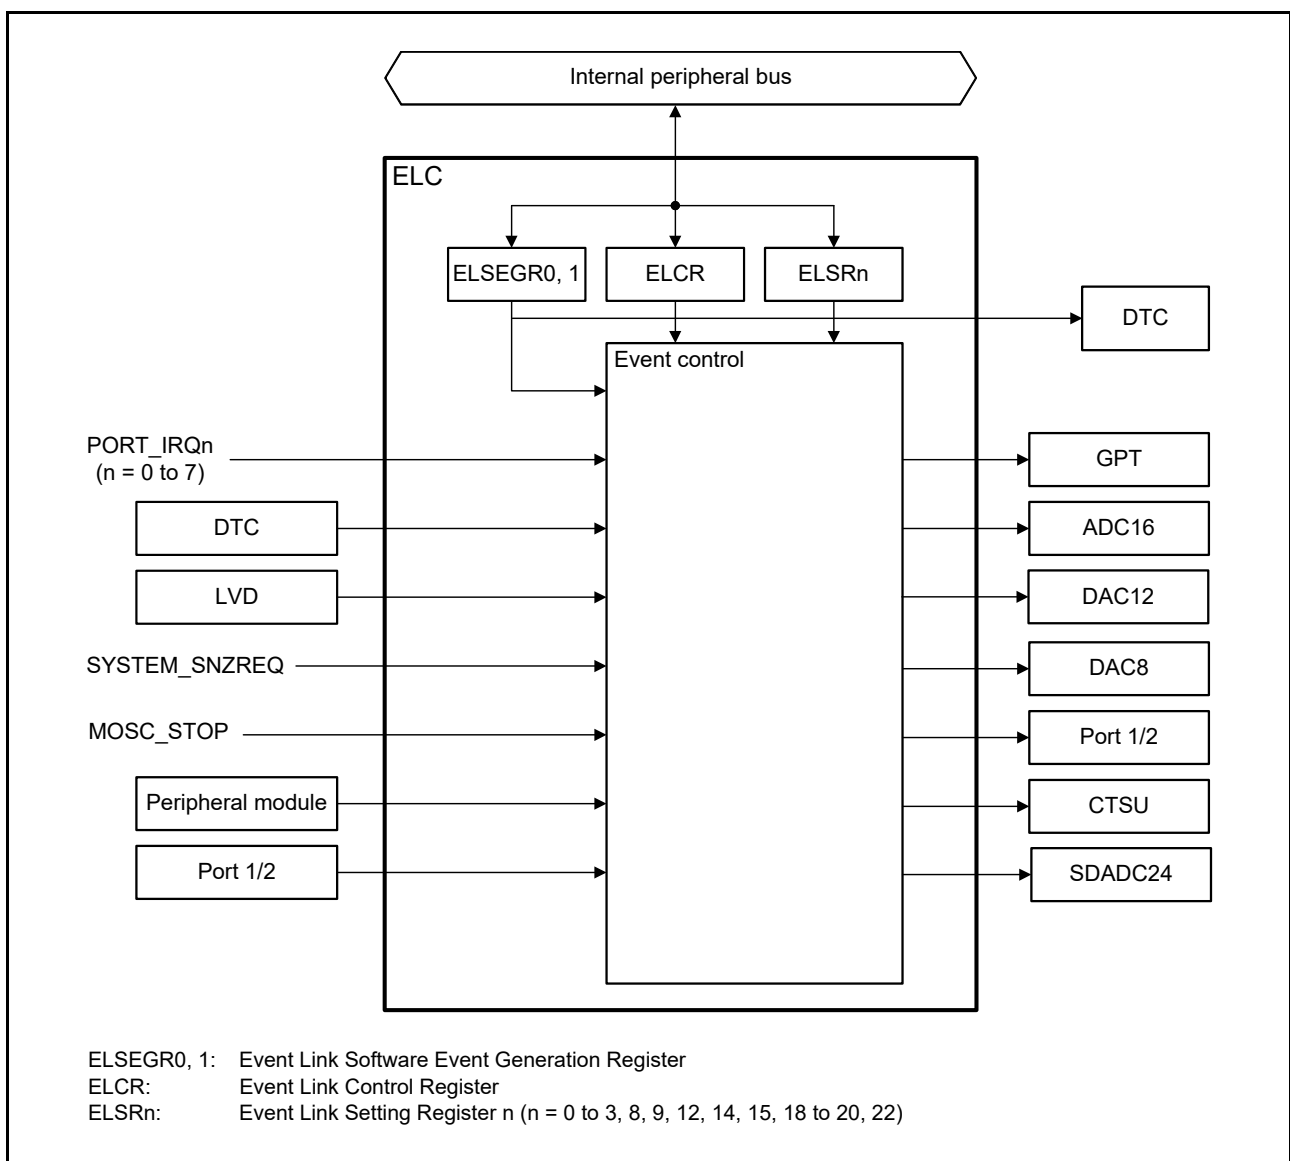 Internal peripheral bus
ELC
ELSEGR0, 1
ELCR
ELSRn
DTC
Event control
PORT_IRQn
(n = 0 to 7)
GPT
DTC
ADC16
LVD
DAC12
SYSTEM_SNZREQ
DAC8
MOSC_STOP
Port 1/2
Peripheral module
CTSU
Port 1/2
SDADC24
ELSEGR0, 1: Event Link Software Event Generation Register
ELCR: Event Link Control Register
ELSRn: Event Link Setting Register n (n = 0 to 3, 8, 9, 12, 14, 15, 18 to 20, 22)